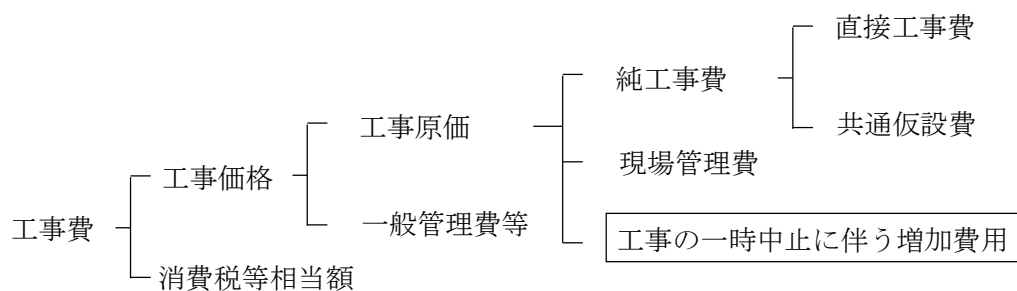 直接工事費
純工事費
工事原価
共通仮設費
現場管理費
工事価格
工事費
一般管理費等
工事の一時中止に伴う増加費用
消費税等相当額